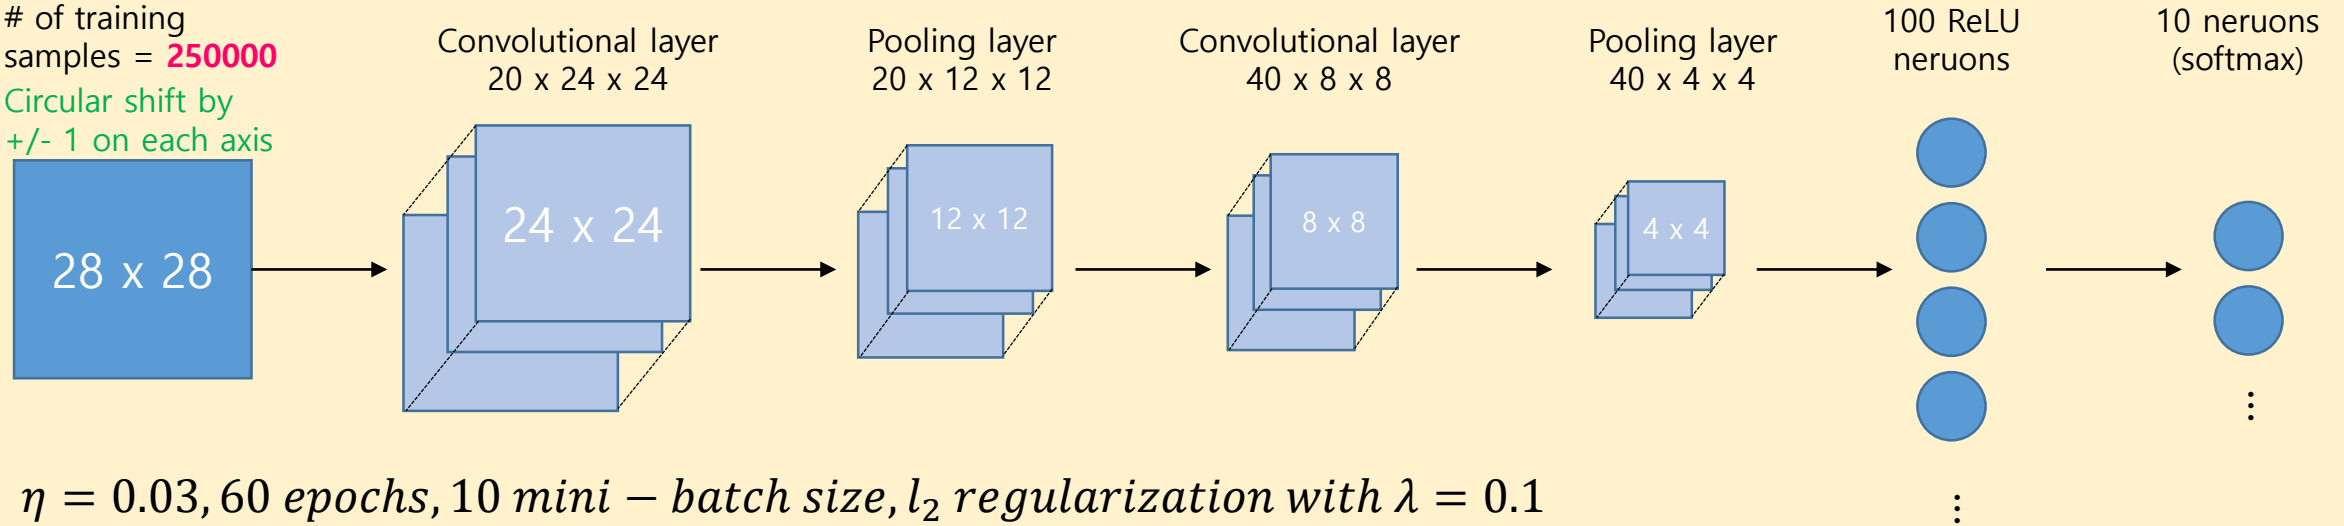 # of training
samples = 250000
Circular shift by
+/- 1 on each axis
28 x 28
Convolutional layer
20 x 24 x 24
24 x 24
Pooling layer
20 x 12 x 12
12 x 12
Convolutional layer
40 x 8 x 8
8 x 8
Pooling layer
40 x 4 x 4
4 x 4
100 ReLU
neruons
⋮
10 neruons
(softmax)
⋮
η = 0.03, 60 epochs, 10 mini − batch size, l₂ regularization with λ = 0.1